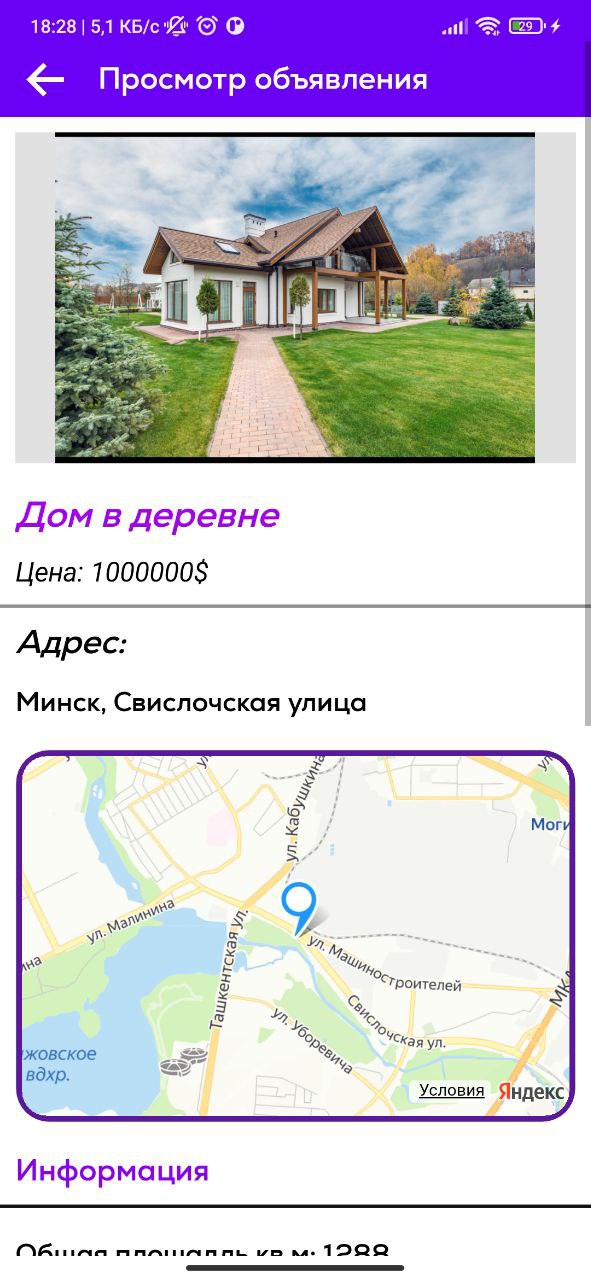 18:28 | 5,1 КБ/с
29
Просмотр объявления
Дом в деревне
Цена: 1000000$
Адрес:
Минск, Свислочская улица
ул. Кабушкина
Моги
ул. Малинина
Ташкентская ул.
ул. Машиностроителей
МКА
Свислочская ул.
ул. Уборевича
жовское
вдхр.
Условия
Яндекс
Информация
Общая площадь кв.м: 1288